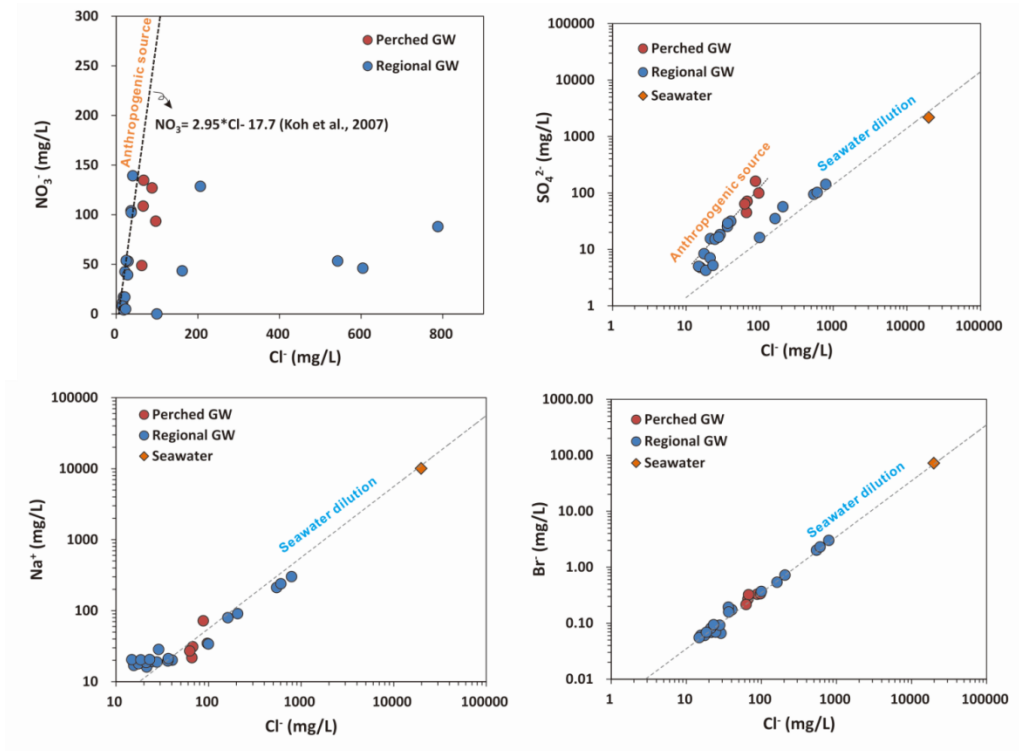 300
250
200
150
100
50
0
NO₃⁻ (mg/L)
Anthropogenic source
Perched GW
Regional GW
NO₃= 2.95*Cl- 17.7 (Koh et al., 2007)
0 200 400 600 800
Cl⁻ (mg/L)
100000
10000
1000
100
10
1
SO₄²⁻ (mg/L)
Perched GW
Regional GW
Seawater
Anthropogenic source
Seawater dilution
1 10 100 1000 10000 100000
Cl⁻ (mg/L)
100000
10000
1000
100
10
Na⁺ (mg/L)
Perched GW
Regional GW
Seawater
Seawater dilution
10 100 1000 10000 100000
Cl⁻ (mg/L)
1000.00
100.00
10.00
1.00
0.10
0.01
Br⁻ (mg/L)
Perched GW
Regional GW
Seawater
Seawater dilution
1 10 100 1000 10000 100000
Cl⁻ (mg/L)